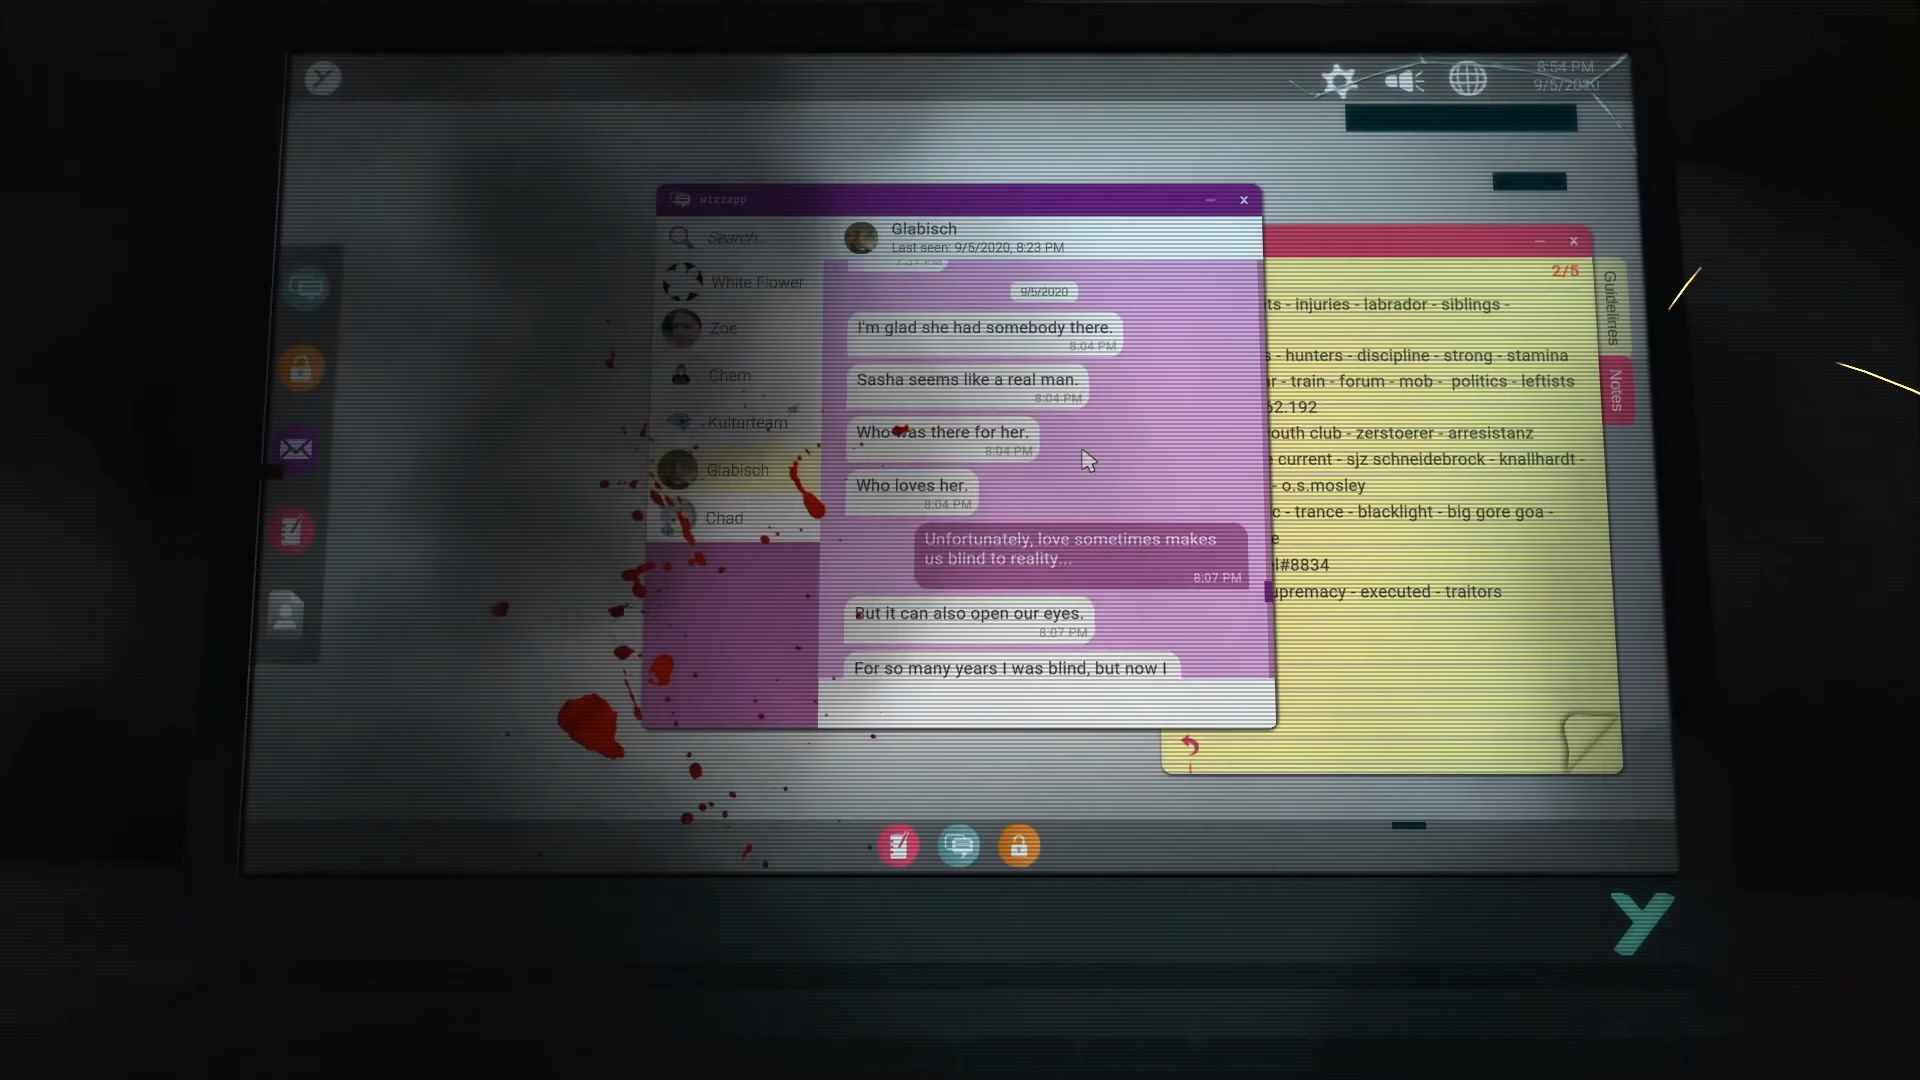 8:54 PM
9/5/2020
wizzapp
Search...
White Flower
Zoe
Chem
Kulturteam
Glabisch
Chad
Glabisch
Last seen: 9/5/2020, 8:23 PM
9/5/2020
I'm glad she had somebody there.
8:04 PM
Sasha seems like a real man.
8:04 PM
Who was there for her.
8:04 PM
Who loves her.
8:04 PM
Unfortunately, love sometimes makes
us blind to reality...
8:07 PM
But it can also open our eyes.
8:07 PM
For so many years I was blind, but now I
2/5
Guidelines
Notes
- injuries - labrador - siblings -
- hunters - discipline - strong - stamina
- train - forum - mob - politics - leftists
62.192
club - zerstoerer - arresistanz
current - sjz schneidebrock - knallhardt -
- o.s.mosley
- trance - blacklight - big gore goa -
#8834
- executed - traitors
Y